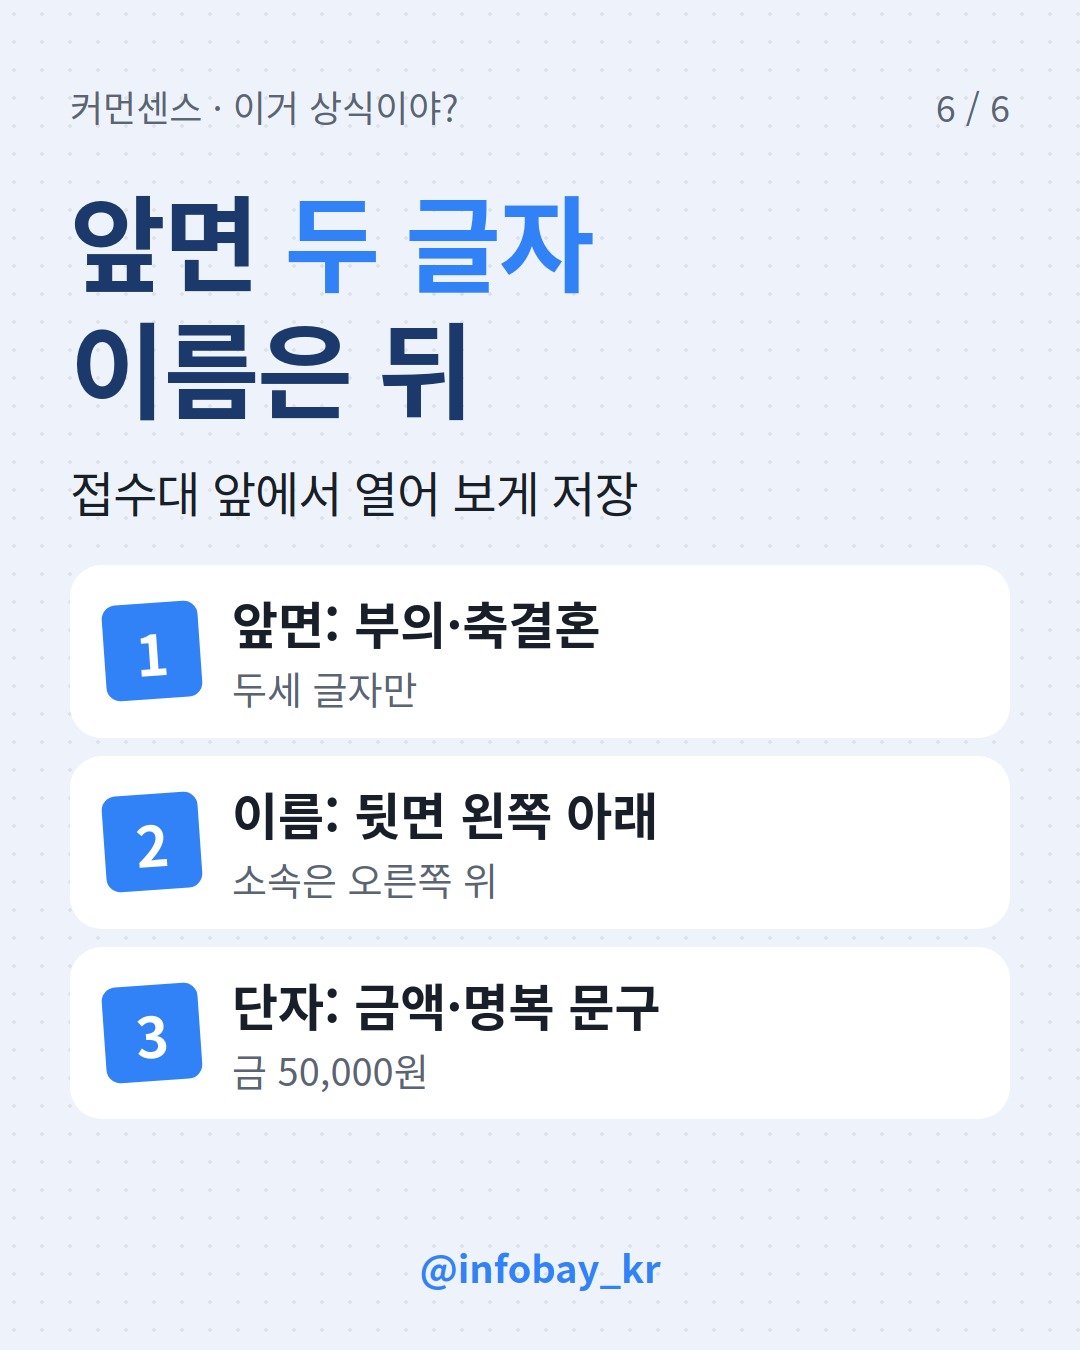 커먼센스 · 이거 상식이야?
6 / 6
앞면 두 글자
이름은 뒤
접수대 앞에서 열어 보게 저장
1
앞면: 부의·축결혼
두세 글자만
2
이름: 뒷면 왼쪽 아래
소속은 오른쪽 위
3
단자: 금액·명복 문구
금 50,000원
@infobay_kr